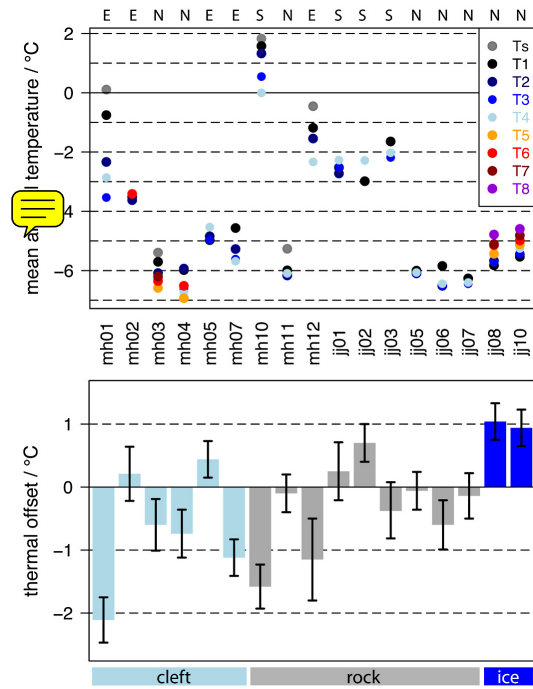 E E N N E E S N E S S S N N N N N
mean a l temperature / °C
2
0
−2
−4
−6
Ts
T1
T2
T3
T4
T5
T6
T7
T8
mh01 mh02 mh03 mh04 mh05 mh07 mh10 mh11 mh12 jj01 jj02 jj03 jj05 jj06 jj07 jj08 jj10
thermal offset / °C
1
0
−1
−2
cleft rock ice